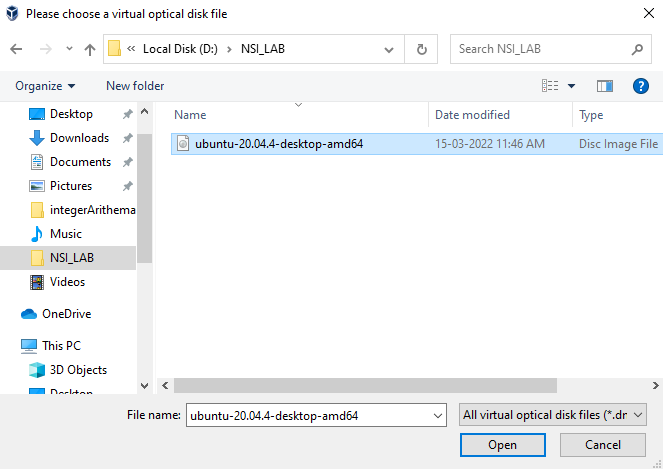 Please choose a virtual optical disk file
« Local Disk (D:) > NSI_LAB
Search NSI_LAB
Organize
New folder
?
Desktop
Downloads
Documents
Pictures
integerArithema
Music
NSI_LAB
Videos
OneDrive
This PC
3D Objects
Desktop
Name
Date modified
Type
ubuntu-20.04.4-desktop-amd64
15-03-2022 11:46 AM
Disc Image File
File name:
ubuntu-20.04.4-desktop-amd64
All virtual optical disk files (*.dr
Open
Cancel